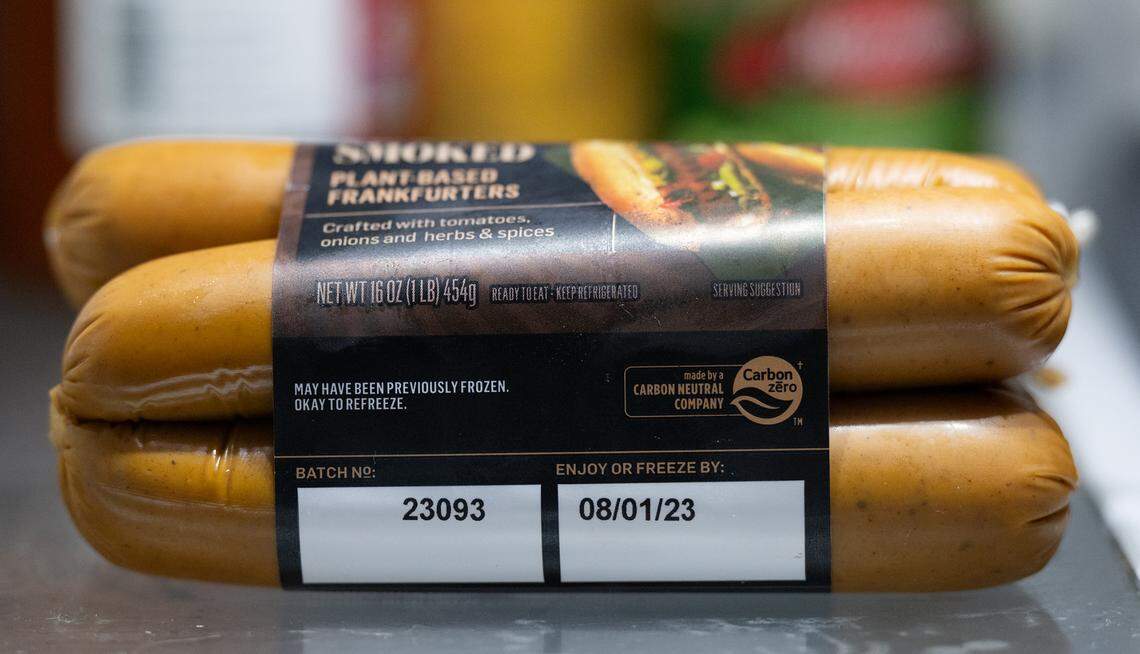 SMOKED
PLANT-BASED
FRANKFURTERS
Crafted with tomatoes,
onions and herbs & spices
NET WT 16 OZ (1 LB) 454g READY TO EAT · KEEP REFRIGERATED SERVING SUGGESTION
MAY HAVE BEEN PREVIOUSLY FROZEN.
OKAY TO REFREEZE.
made by a
CARBON NEUTRAL
COMPANY
Carbon
zēro
†
TM
BATCH Nº:
23093
ENJOY OR FREEZE BY:
08/01/23